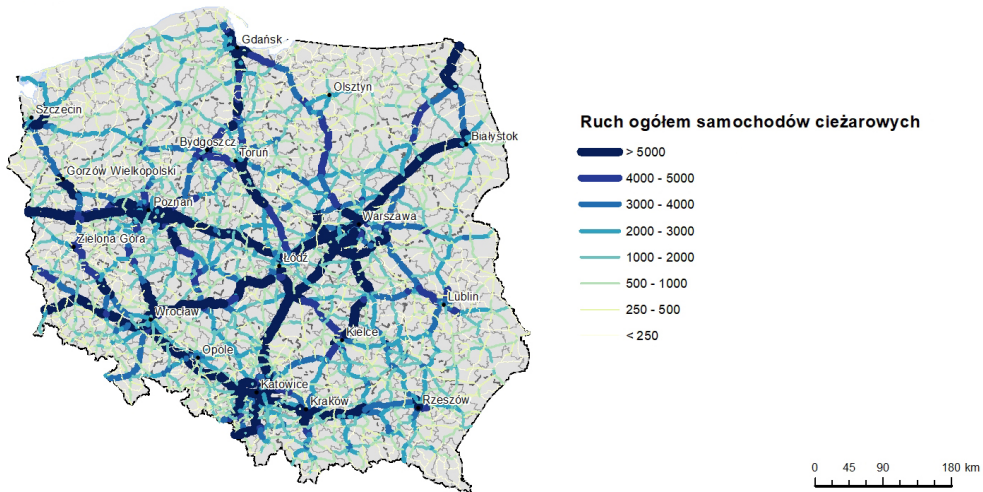 Gdańsk
Olsztyn
Szczecin
Białystok
Bydgoszcz
Toruń
Gorzów Wielkopolski
Poznań
Warszawa
Zielona Góra
Łódź
Lublin
Wrocław
Kielce
Opole
Katowice
Kraków
Rzeszów
Ruch ogółem samochodów cieżarowych
> 5000
4000 - 5000
3000 - 4000
2000 - 3000
1000 - 2000
500 - 1000
250 - 500
< 250
0 45 90 180 km